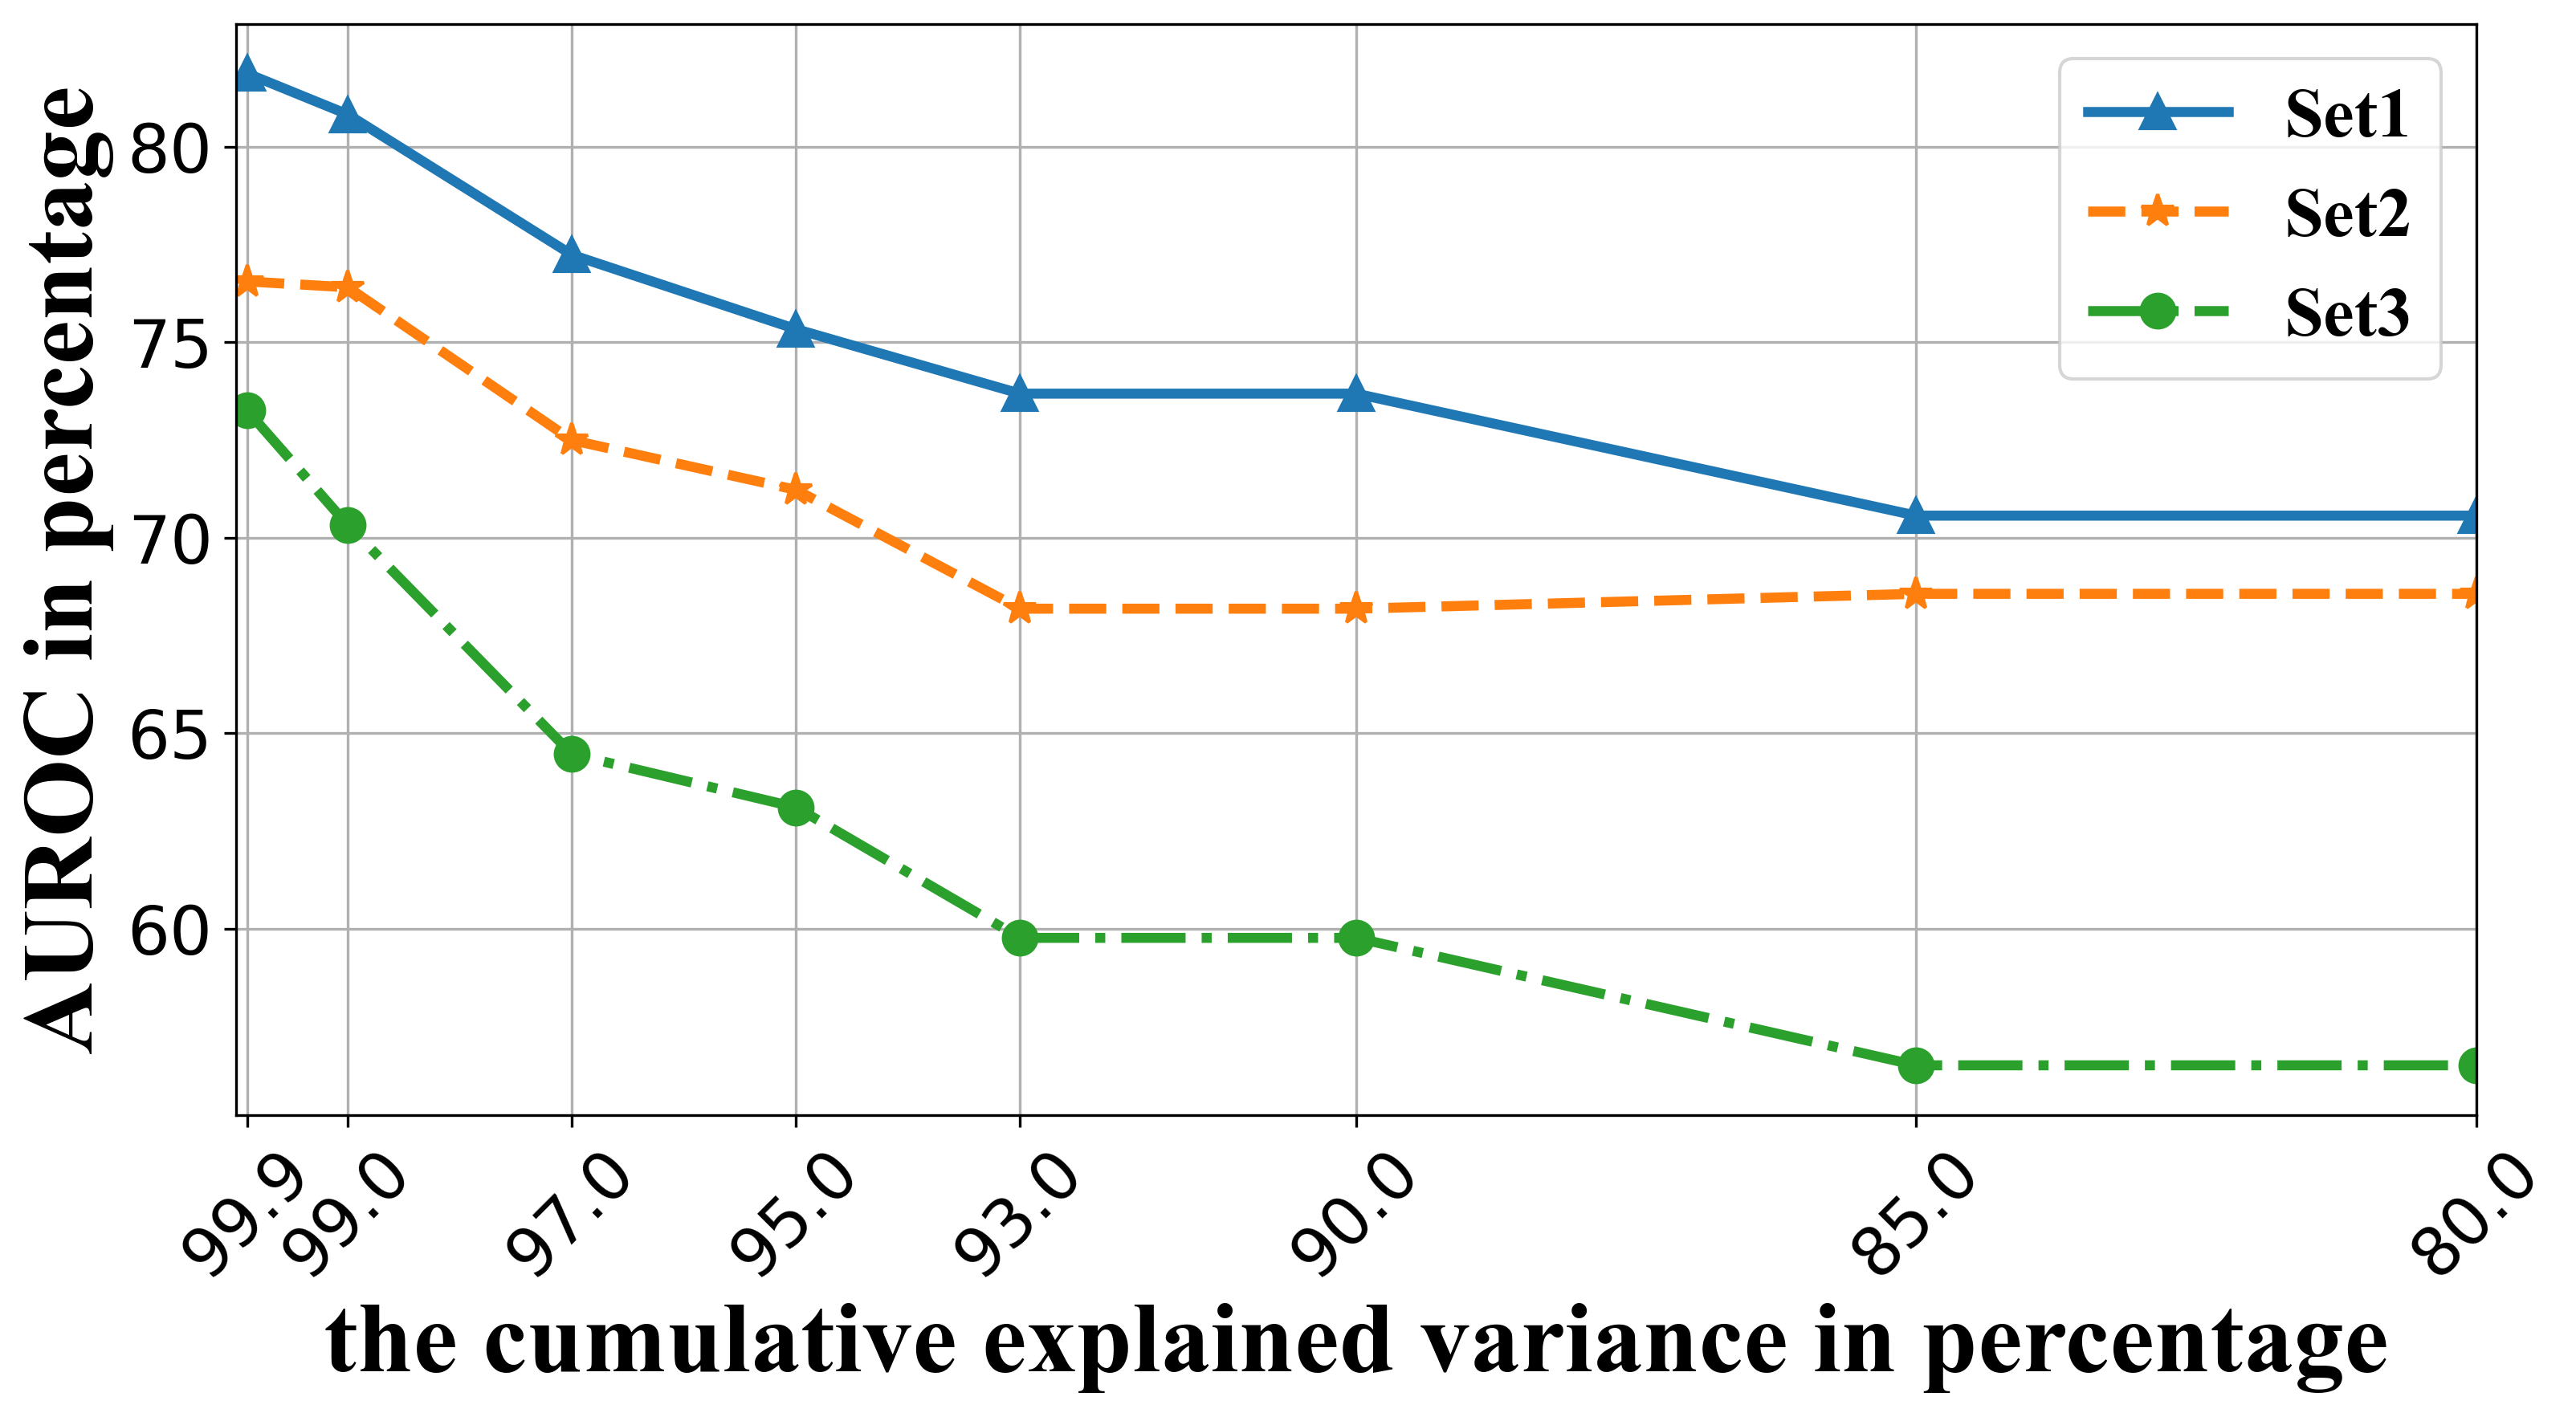 AUROC in percentage
80
75
70
65
60
Set1
Set2
Set3
99.9
99.0
97.0
95.0
93.0
90.0
85.0
80.0
the cumulative explained variance in percentage